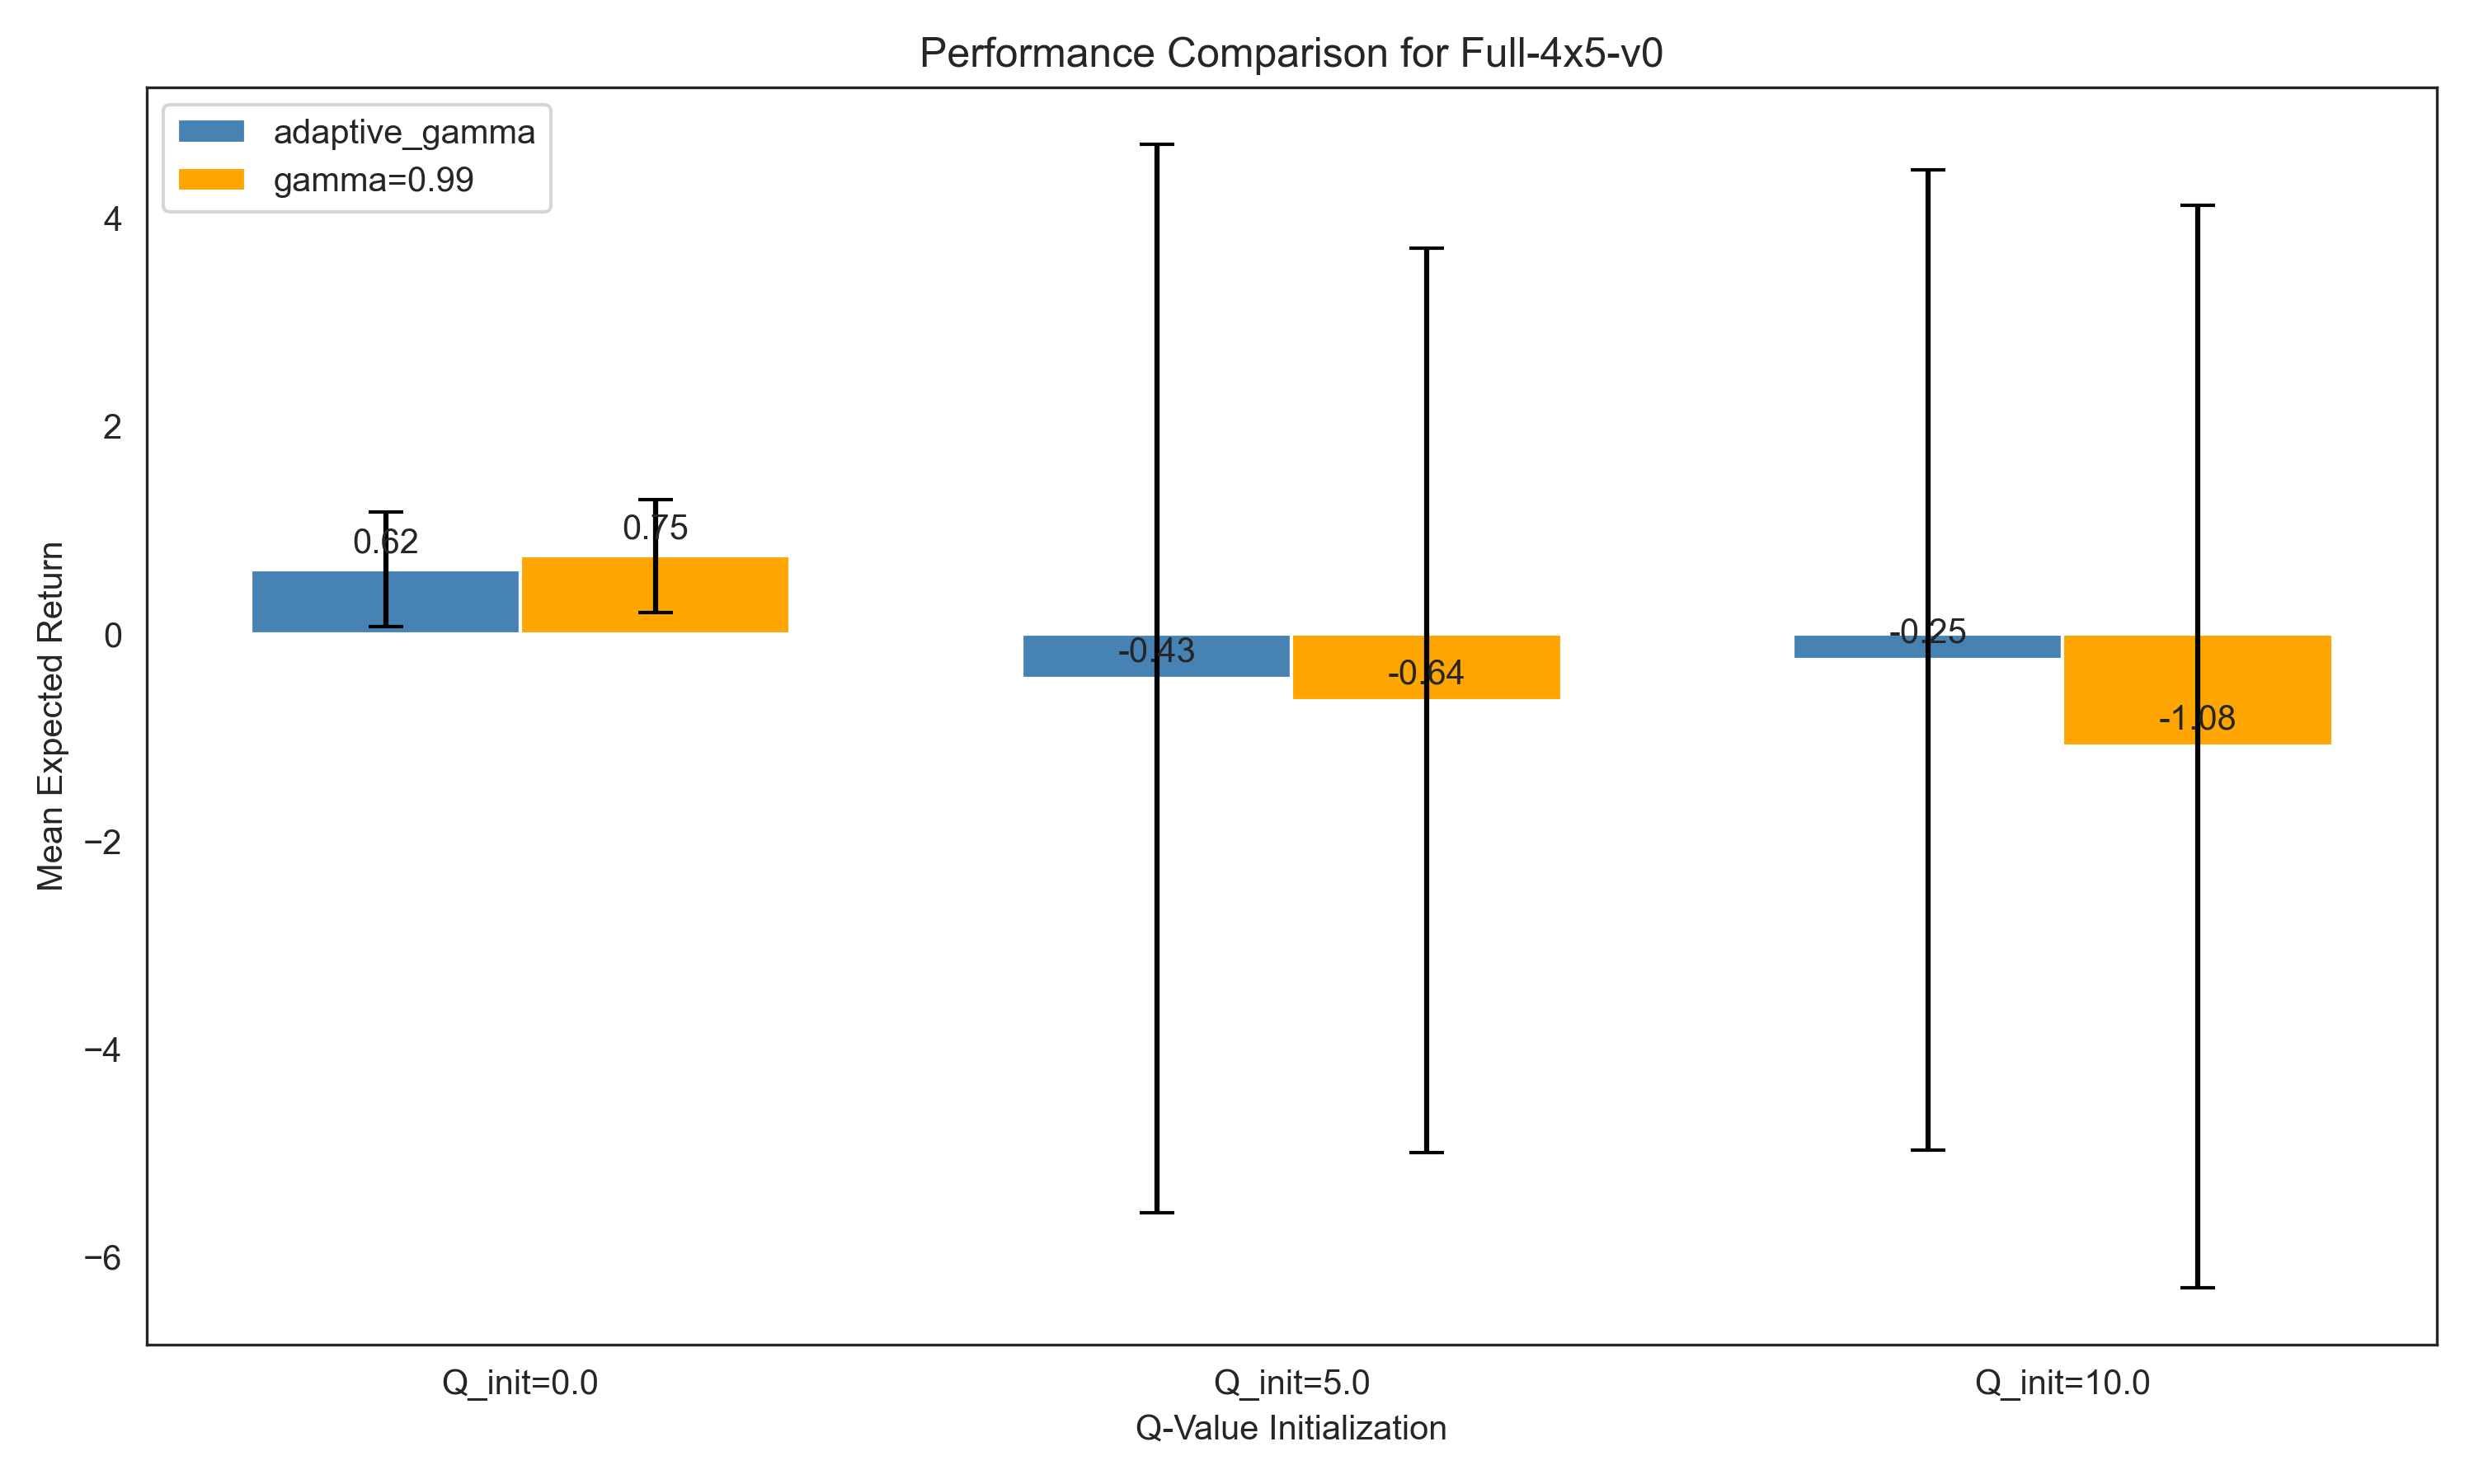 Performance Comparison for Full-4x5-v0
adaptive_gamma
gamma=0.99
Mean Expected Return
4
2
0
−2
−4
−6
0.62
0.75
-0.43
-0.64
-0.25
-1.08
Q_init=0.0
Q_init=5.0
Q_init=10.0
Q-Value Initialization